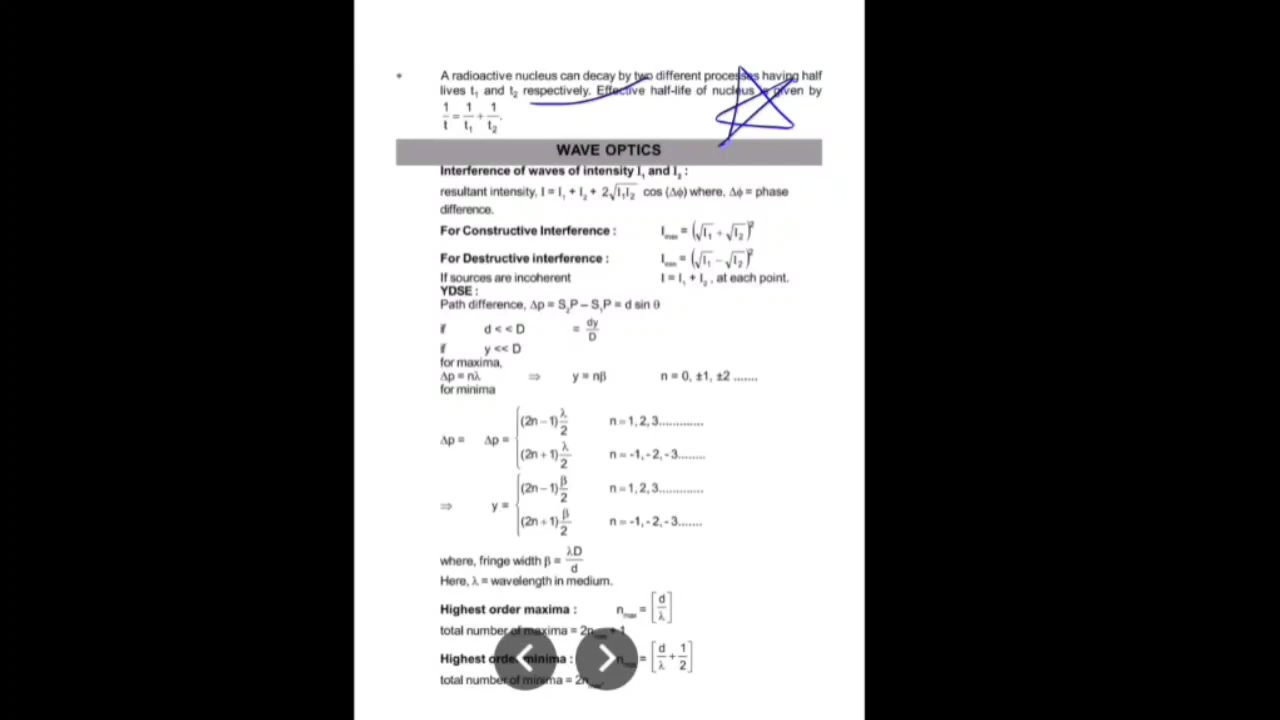 * A radioactive nucleus can decay by two different processes having half
lives t₁ and t₂ respectively. Effective half-life of nucleus is given by
1/t = 1/t₁ + 1/t₂.
WAVE OPTICS
Interference of waves of intensity I₁ and I₂ :
resultant intensity, I = I₁ + I₂ + 2√(I₁I₂) cos (Δϕ) where, Δϕ = phase
difference.
For Constructive Interference : I_max = (√I₁ + √I₂)²
For Destructive interference : I_min = (√I₁ − √I₂)²
If sources are incoherent I = I₁ + I₂ , at each point.
YDSE :
Path difference, Δp = S₂P – S₁P = d sin θ
if d < < D = dy/D
if y << D
for maxima,
Δp = nλ ⇒ y = nβ n = 0, ±1, ±2 .......
for minima
Δp = Δp = { (2n − 1) λ/2 n = 1, 2, 3.............
(2n + 1) λ/2 n = -1, - 2, - 3........
⇒ y = { (2n − 1) β/2 n = 1, 2, 3.............
(2n + 1) β/2 n = -1, - 2, - 3.......
where, fringe width β = λD/d
Here, λ = wavelength in medium.
Highest order maxima : n_max = [d/λ]
total number of maxima = 2n_max + 1
Highest order minima : n_max = [d/λ + 1/2]
total number of minima = 2n_max.